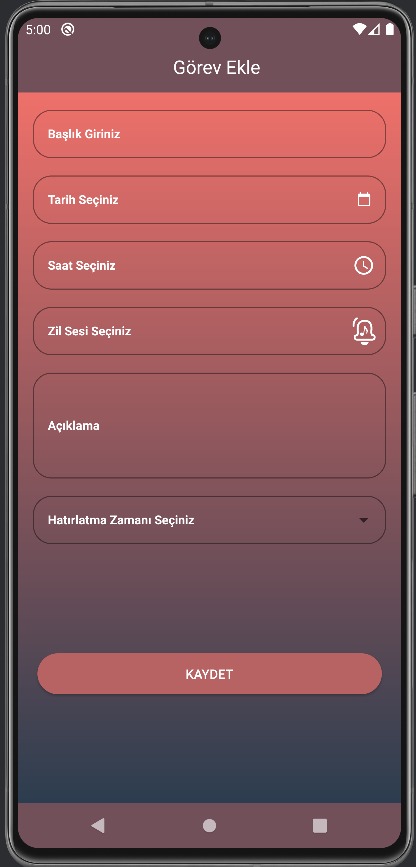 5:00
Görev Ekle
Başlık Giriniz
Tarih Seçiniz
Saat Seçiniz
Zil Sesi Seçiniz
Açıklama
Hatırlatma Zamanı Seçiniz
KAYDET